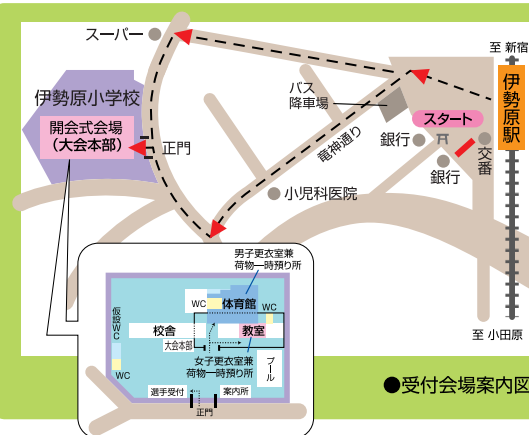 スーパー
至 新宿
伊勢原駅
バス
降車場
スタート
伊勢原小学校
開会式会場
(大会本部)
正門
竜神通り
銀行
交番
銀行
小児科医院
男子更衣室兼
荷物一時預り所
WC
体育館
WC
仮設WC
校舎
教室
大会本部
女子更衣室兼
荷物一時預り所
プール
WC
選手受付
案内所
正門
至 小田原
●受付会場案内図